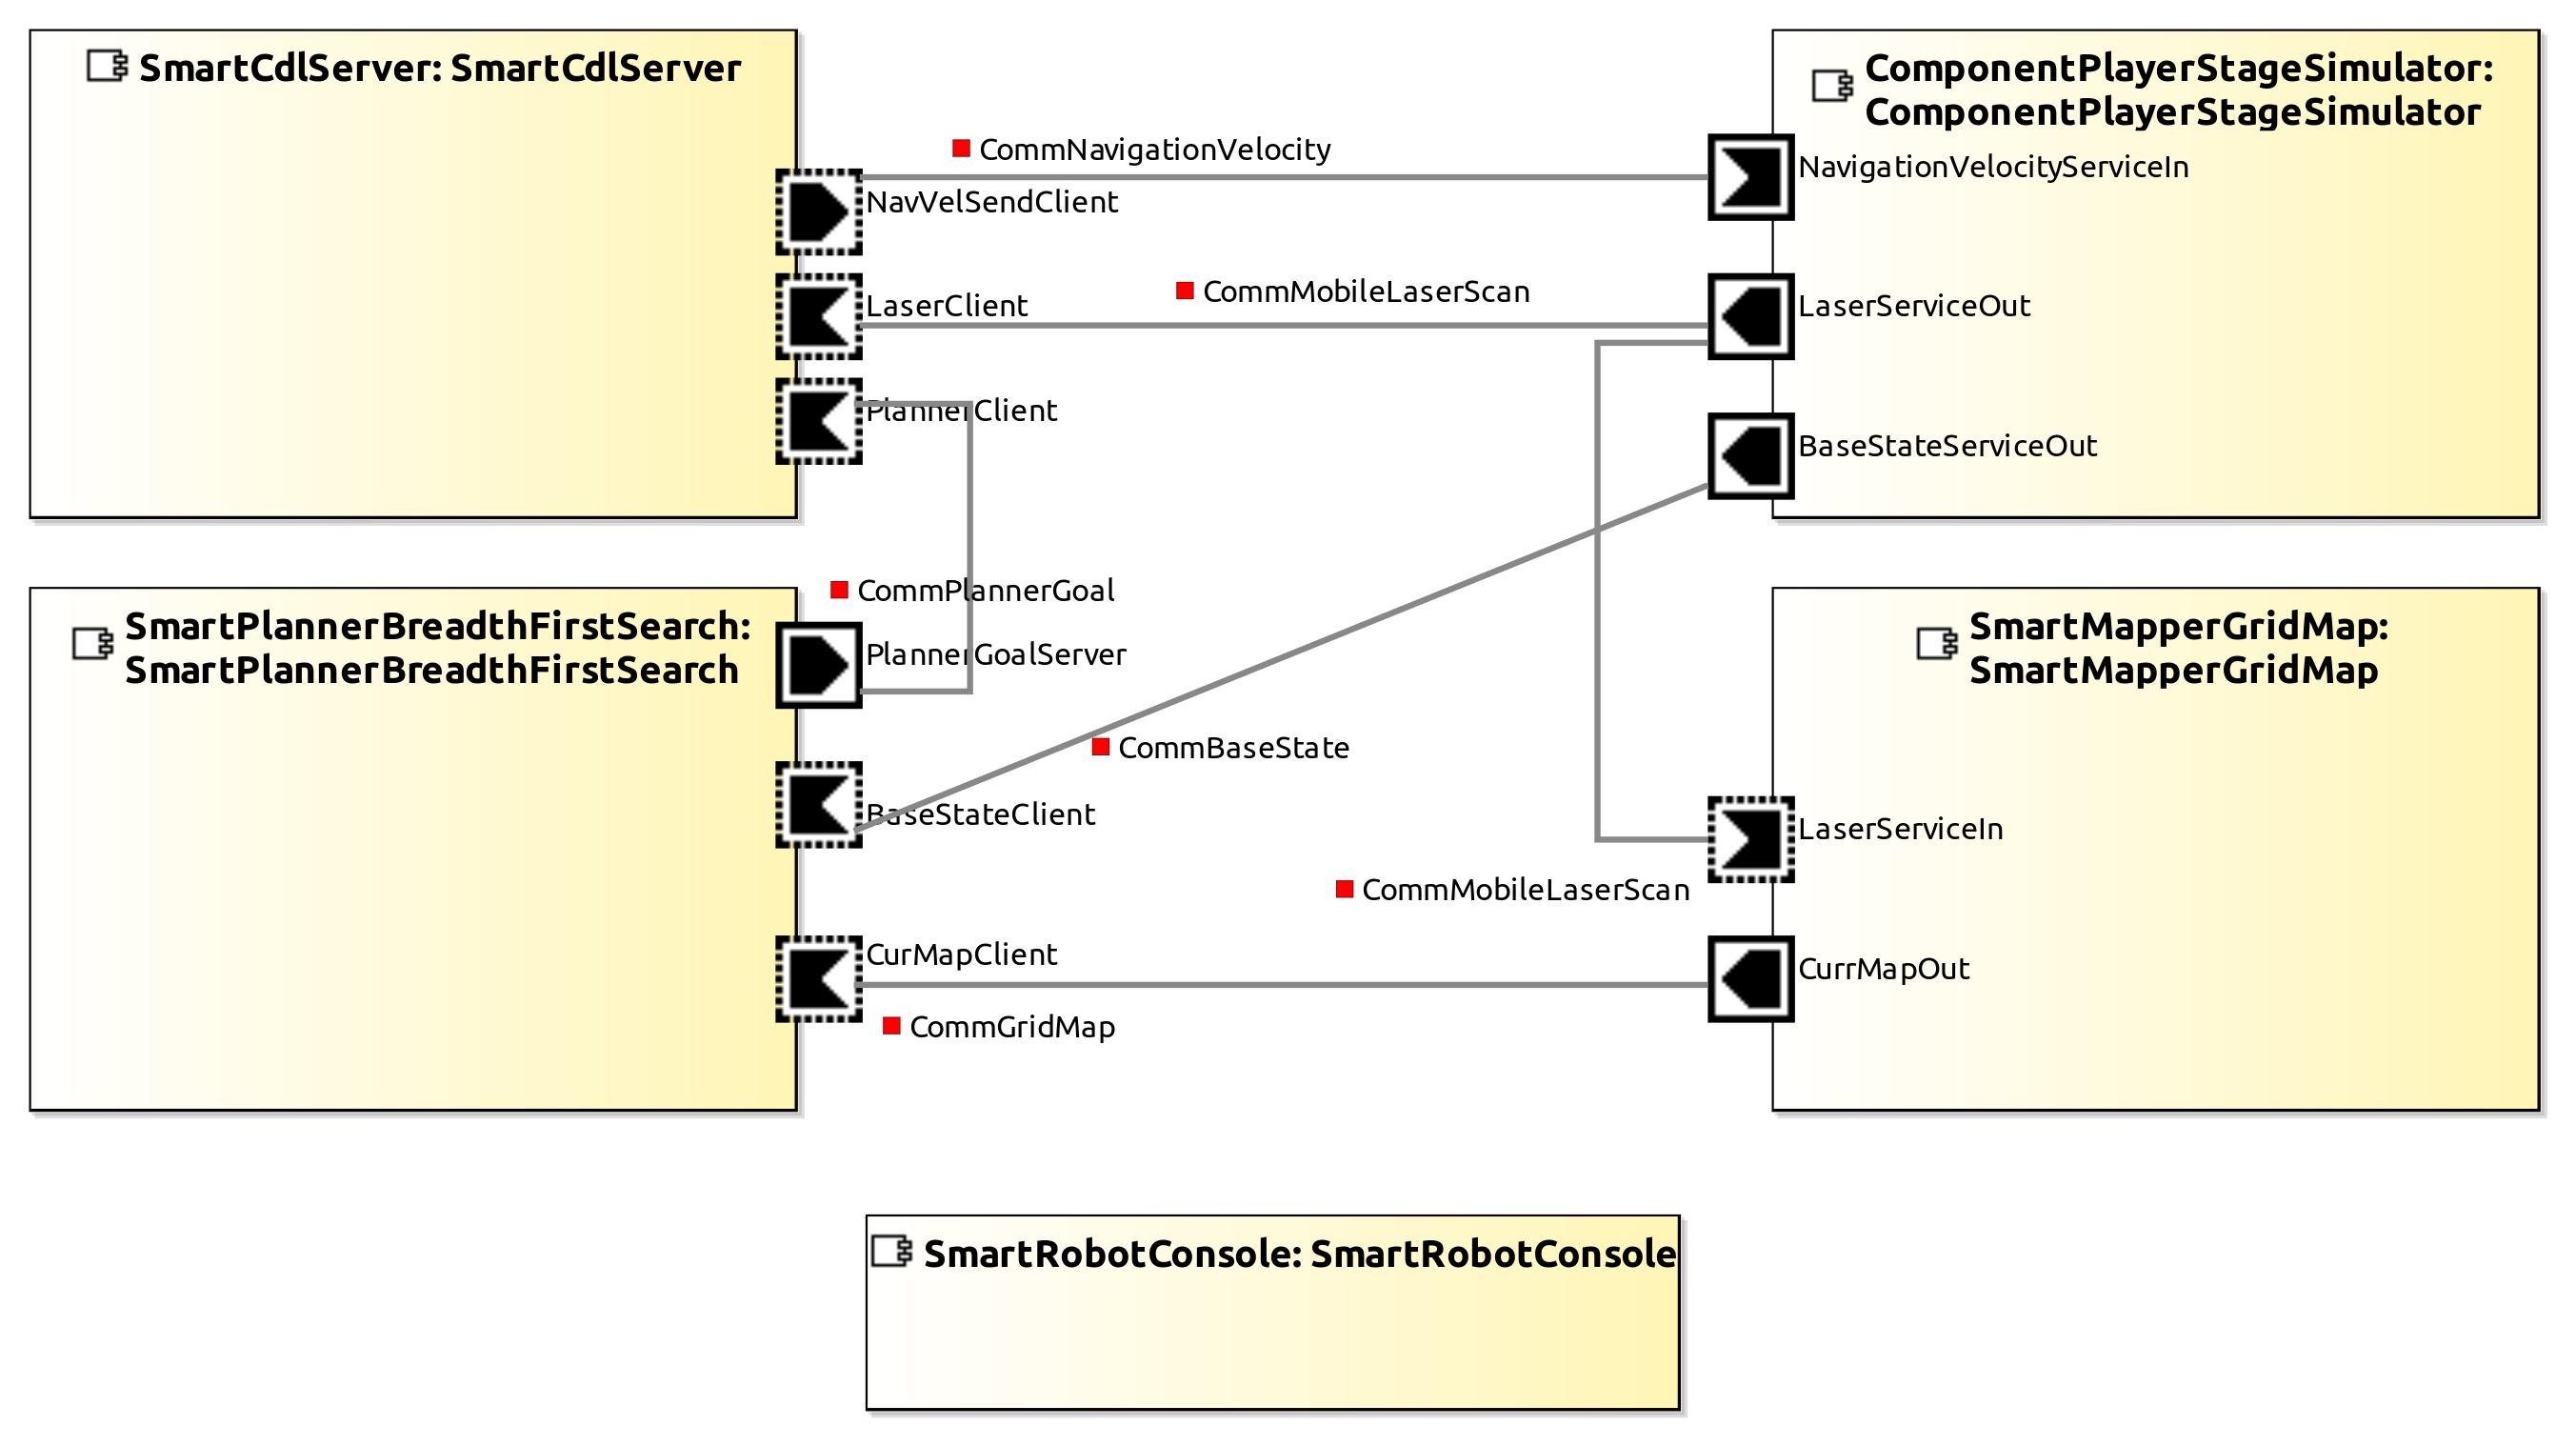 SmartCdlServer: SmartCdlServer
ComponentPlayerStageSimulator:
ComponentPlayerStageSimulator
CommNavigationVelocity
NavigationVelocityServiceIn
NavVelSendClient
CommMobileLaserScan
LaserClient
LaserServiceOut
PlannerClient
BaseStateServiceOut
CommPlannerGoal
SmartPlannerBreadthFirstSearch:
SmartPlannerBreadthFirstSearch
PlannerGoalServer
SmartMapperGridMap:
SmartMapperGridMap
CommBaseState
BaseStateClient
LaserServiceIn
CommMobileLaserScan
CurMapClient
CurrMapOut
CommGridMap
SmartRobotConsole: SmartRobotConsole